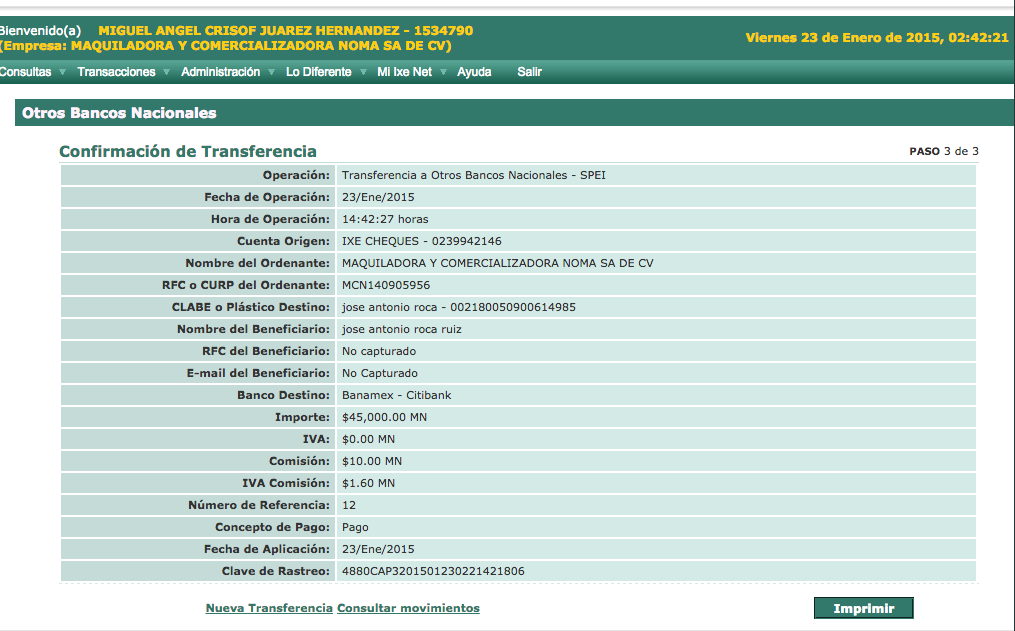 Bienvenido(a) MIGUEL ANGEL CRISOF JUAREZ HERNANDEZ - 1534790
(Empresa: MAQUILADORA Y COMERCIALIZADORA NOMA SA DE CV)
Viernes 23 de Enero de 2015, 02:42:21
Consultas Transacciones Administración Lo Diferente Mi Ixe Net Ayuda Salir
Otros Bancos Nacionales
Confirmación de Transferencia PASO 3 de 3
Operación: Transferencia a Otros Bancos Nacionales - SPEI
Fecha de Operación: 23/Ene/2015
Hora de Operación: 14:42:27 horas
Cuenta Origen: IXE CHEQUES - 0239942146
Nombre del Ordenante: MAQUILADORA Y COMERCIALIZADORA NOMA SA DE CV
RFC o CURP del Ordenante: MCN140905956
CLABE o Plástico Destino: jose antonio roca - 002180050900614985
Nombre del Beneficiario: jose antonio roca ruiz
RFC del Beneficiario: No capturado
E-mail del Beneficiario: No Capturado
Banco Destino: Banamex - Citibank
Importe: $45,000.00 MN
IVA: $0.00 MN
Comisión: $10.00 MN
IVA Comisión: $1.60 MN
Número de Referencia: 12
Concepto de Pago: Pago
Fecha de Aplicación: 23/Ene/2015
Clave de Rastreo: 4880CAP3201501230221421806
Nueva Transferencia Consultar movimientos Imprimir